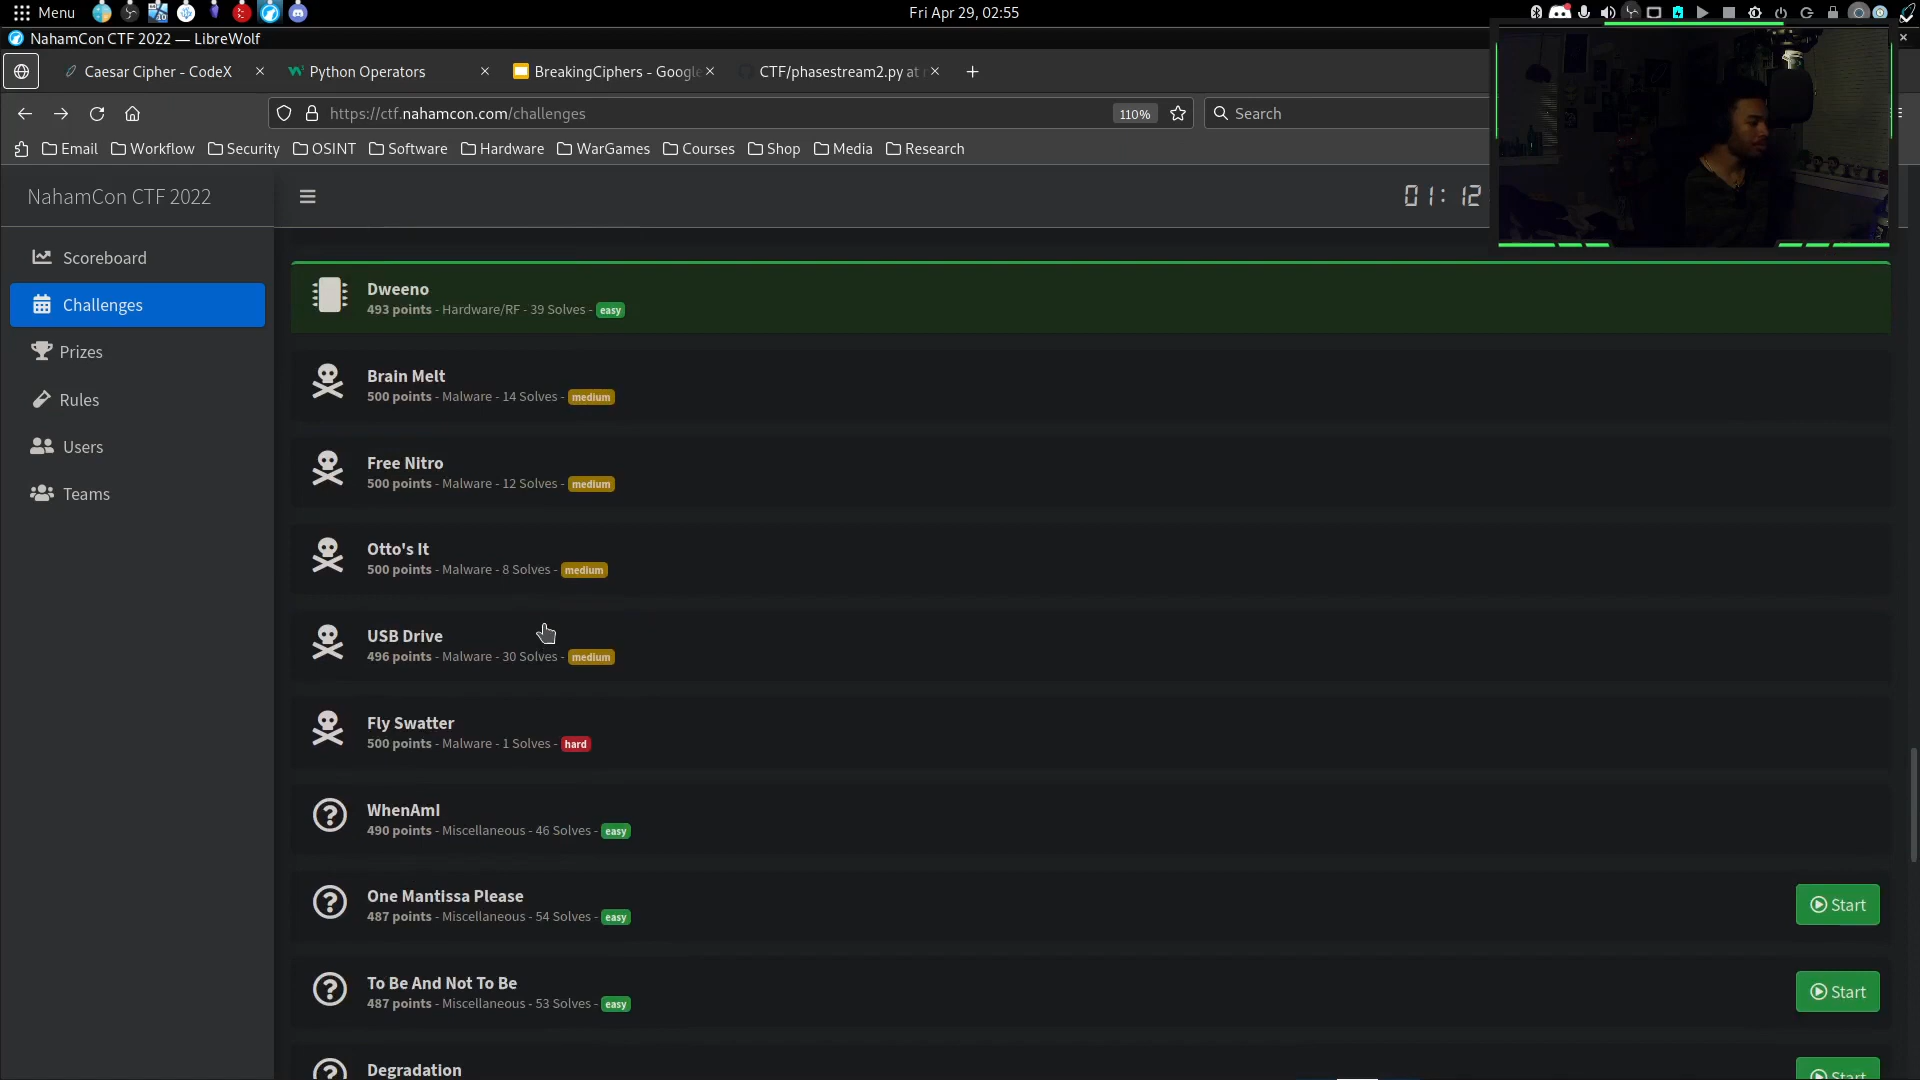 Menu
Fri Apr 29, 02:55
NahamCon CTF 2022 — LibreWolf
Caesar Cipher - CodeX
Python Operators
BreakingCiphers - Google
CTF/phasestream2.py at
https://ctf.nahamcon.com/challenges
110%
Search
Email
Workflow
Security
OSINT
Software
Hardware
WarGames
Courses
Shop
Media
Research
NahamCon CTF 2022
01:12
Scoreboard
Challenges
Prizes
Rules
Users
Teams
Dweeno
493 points - Hardware/RF - 39 Solves - easy
Brain Melt
500 points - Malware - 14 Solves - medium
Free Nitro
500 points - Malware - 12 Solves - medium
Otto's It
500 points - Malware - 8 Solves - medium
USB Drive
496 points - Malware - 30 Solves - medium
Fly Swatter
500 points - Malware - 1 Solves - hard
WhenAmI
490 points - Miscellaneous - 46 Solves - easy
One Mantissa Please
487 points - Miscellaneous - 54 Solves - easy
Start
To Be And Not To Be
487 points - Miscellaneous - 53 Solves - easy
Start
Degradation
Start